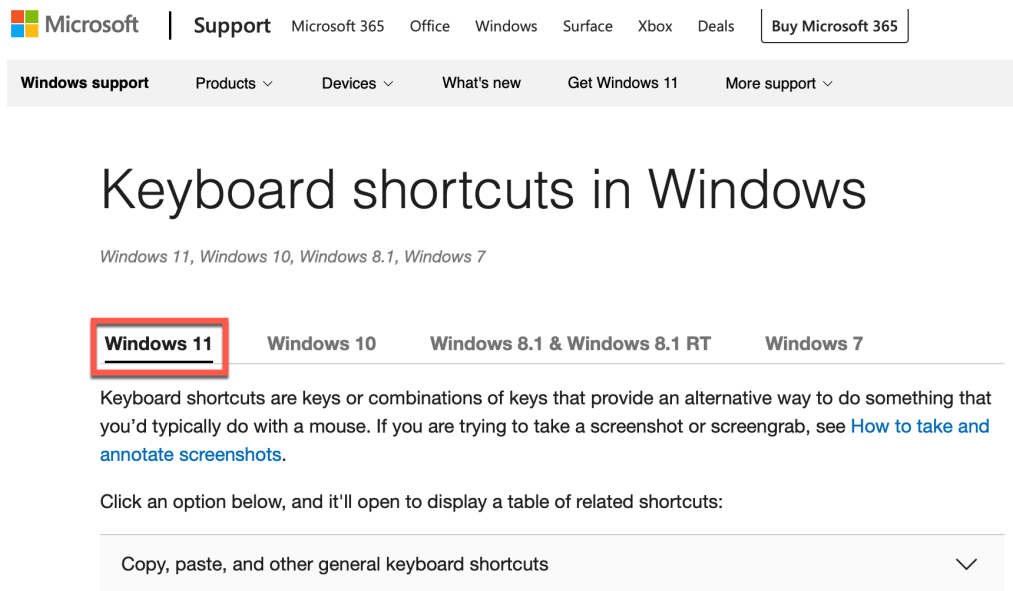 Microsoft | Support Microsoft 365 Office Windows Surface Xbox Deals Buy Microsoft 365
Windows support Products Devices What's new Get Windows 11 More support
Keyboard shortcuts in Windows
Windows 11, Windows 10, Windows 8.1, Windows 7
Windows 11 Windows 10 Windows 8.1 & Windows 8.1 RT Windows 7
Keyboard shortcuts are keys or combinations of keys that provide an alternative way to do something that
you’d typically do with a mouse. If you are trying to take a screenshot or screengrab, see How to take and
annotate screenshots.
Click an option below, and it'll open to display a table of related shortcuts:
Copy, paste, and other general keyboard shortcuts